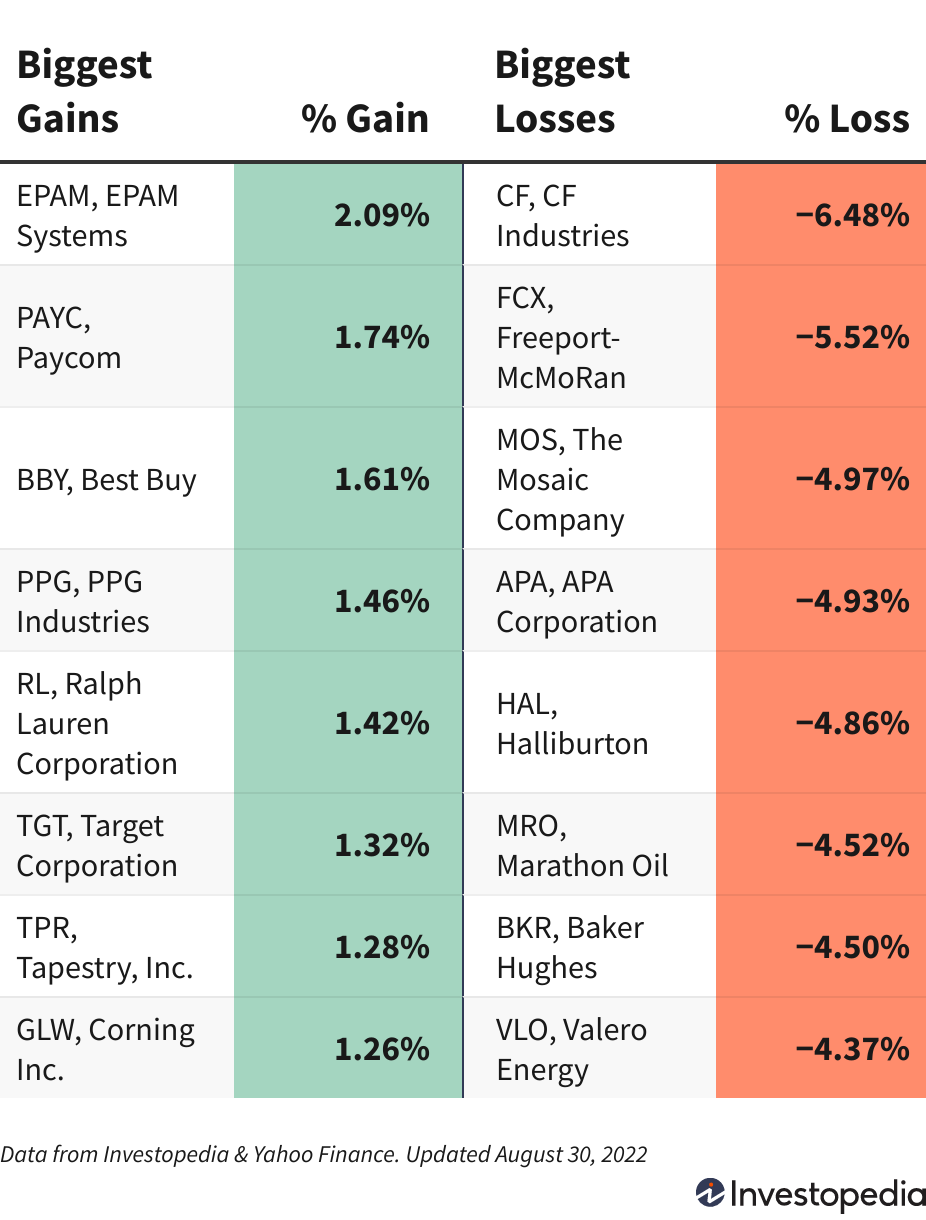 Biggest Gains % Gain Biggest Losses % Loss
EPAM, EPAM Systems 2.09% CF, CF Industries −6.48%
PAYC, Paycom 1.74% FCX, Freeport-McMoRan −5.52%
BBY, Best Buy 1.61% MOS, The Mosaic Company −4.97%
PPG, PPG Industries 1.46% APA, APA Corporation −4.93%
RL, Ralph Lauren Corporation 1.42% HAL, Halliburton −4.86%
TGT, Target Corporation 1.32% MRO, Marathon Oil −4.52%
TPR, Tapestry, Inc. 1.28% BKR, Baker Hughes −4.50%
GLW, Corning Inc. 1.26% VLO, Valero Energy −4.37%
Data from Investopedia & Yahoo Finance. Updated August 30, 2022
Investopedia